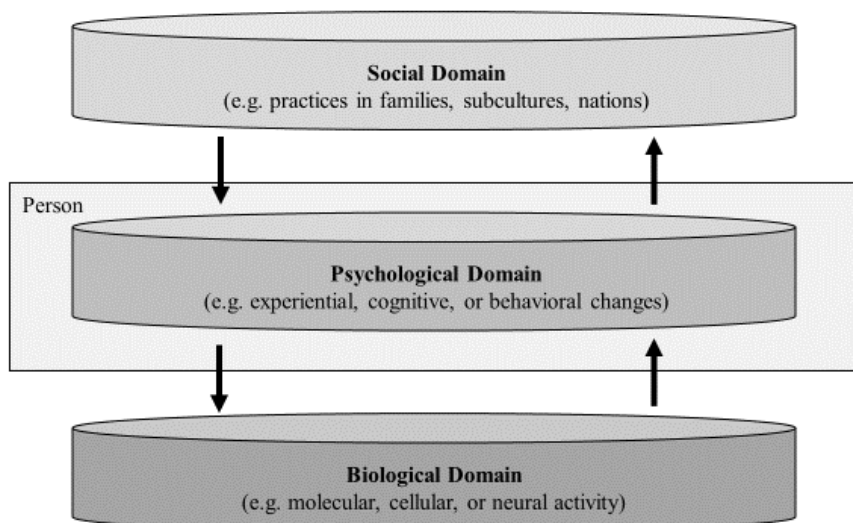 Social Domain
(e.g. practices in families, subcultures, nations)
Person
Psychological Domain
(e.g. experiential, cognitive, or behavioral changes)
Biological Domain
(e.g. molecular, cellular, or neural activity)